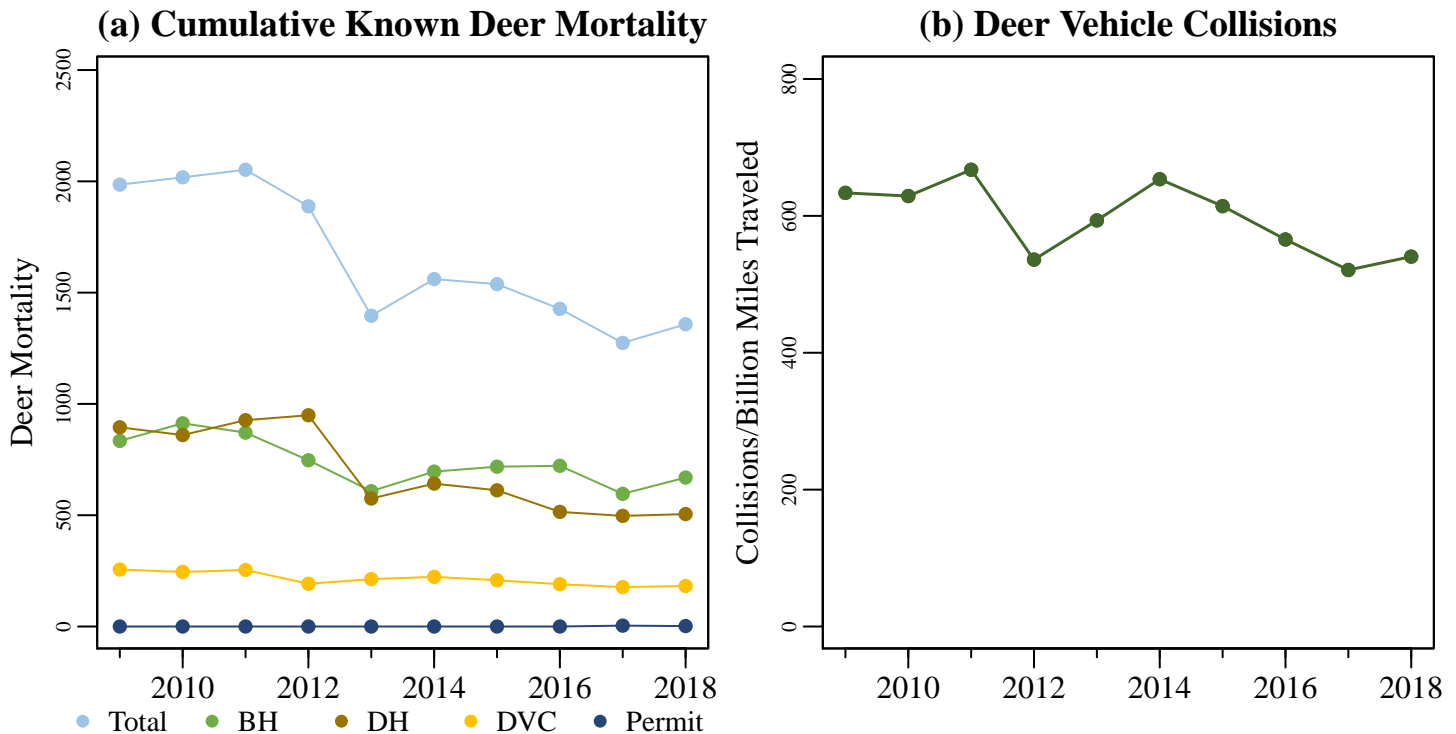 (a) Cumulative Known Deer Mortality
Deer Mortality
2500
2000
1500
1000
500
0
2010 2012 2014 2016 2018
Total BH DH DVC Permit
(b) Deer Vehicle Collisions
Collisions/Billion Miles Traveled
800
600
400
200
0
2010 2012 2014 2016 2018